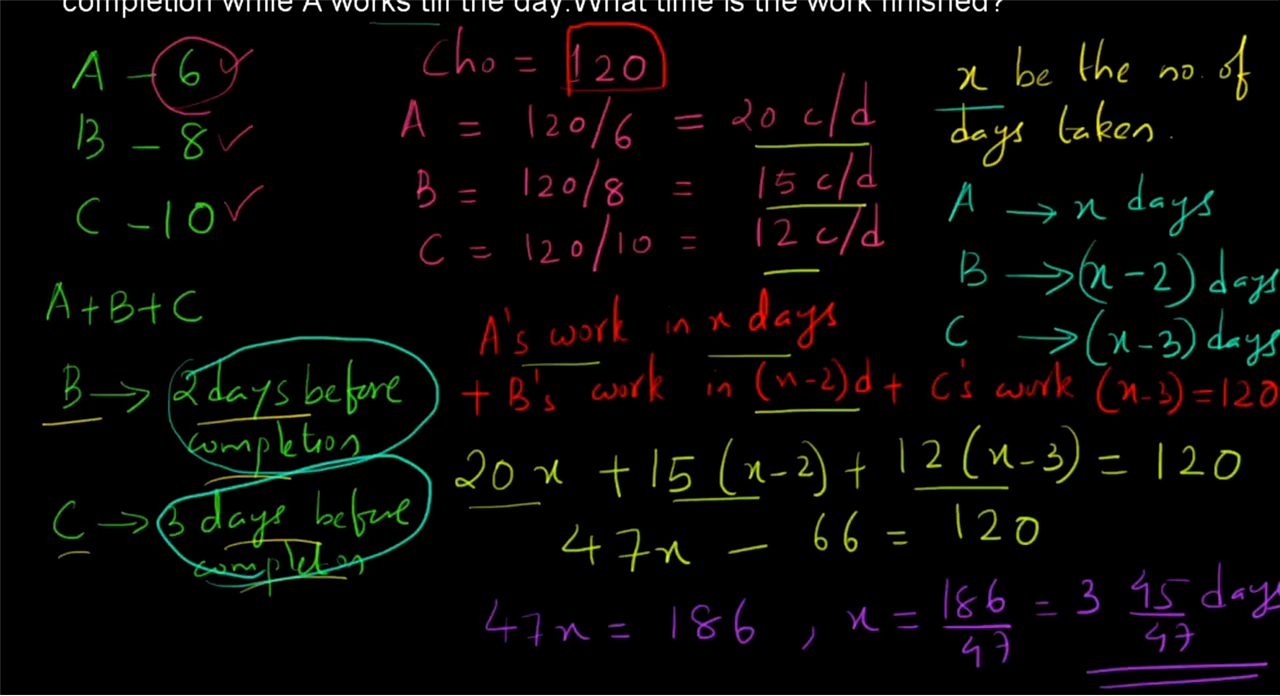 completion while A works till the day.What time is the work finished?
A - 6
B - 8
C - 10
A+B+C
B → 2 days before
completion
C → 3 days before
completion
Cho = 120
A = 120/6 = 20 c/d
B = 120/8 = 15 c/d
C = 120/10 = 12 c/d
x be the no. of
days taken.
A → x days
B → (x-2) days
C → (x-3) days
A's work in x days
+ B's work in (x-2)d + C's work (x-3) = 120
20x + 15(x-2) + 12(x-3) = 120
47x - 66 = 120
47x = 186, x = 186/47 = 3 45/47 days